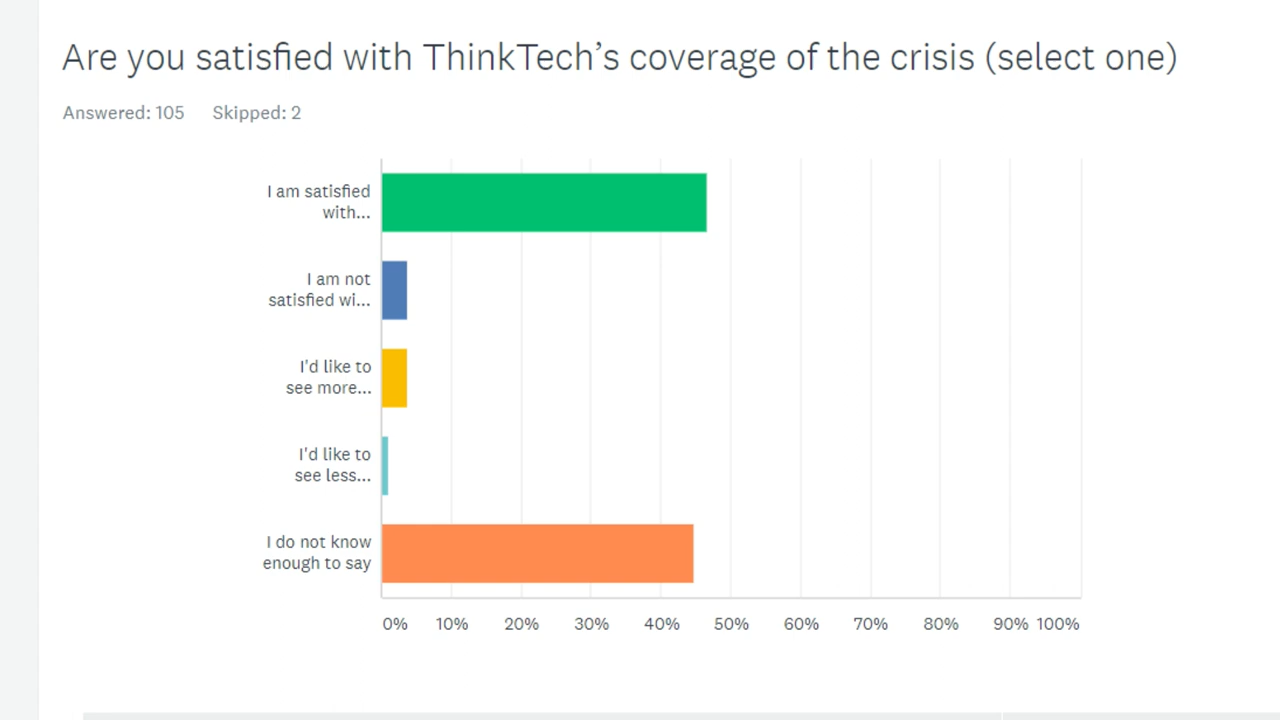 Are you satisfied with ThinkTech’s coverage of the crisis (select one)
Answered: 105 Skipped: 2
I am satisfied
with...
I am not
satisfied wi...
I'd like to
see more...
I'd like to
see less...
I do not know
enough to say
0% 10% 20% 30% 40% 50% 60% 70% 80% 90% 100%